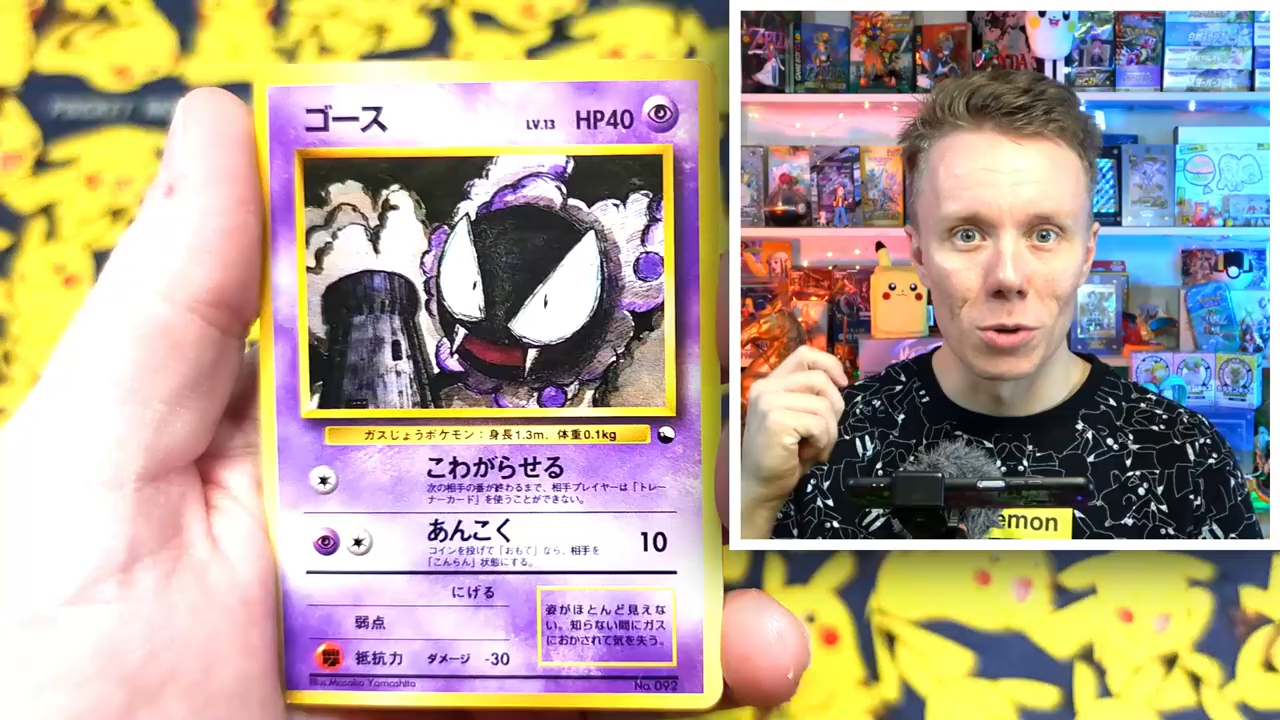 ゴース
LV.13 HP40
ガスじょうポケモン：身長1.3m、体重0.1kg
こわがらせる
次の相手の番が終わるまで、相手プレイヤーは「トレー
ナーカード」を使うことができない。
あんこく 10
コインを投げて「おもて」なら、相手を
「こんらん」状態にする。
にげる
弱点
抵抗力 ダメージ -30
姿がほとんど見えな
い。知らない間にガス
におかされて気を失う。
Illus.Masako Yamashita
No.092
emon